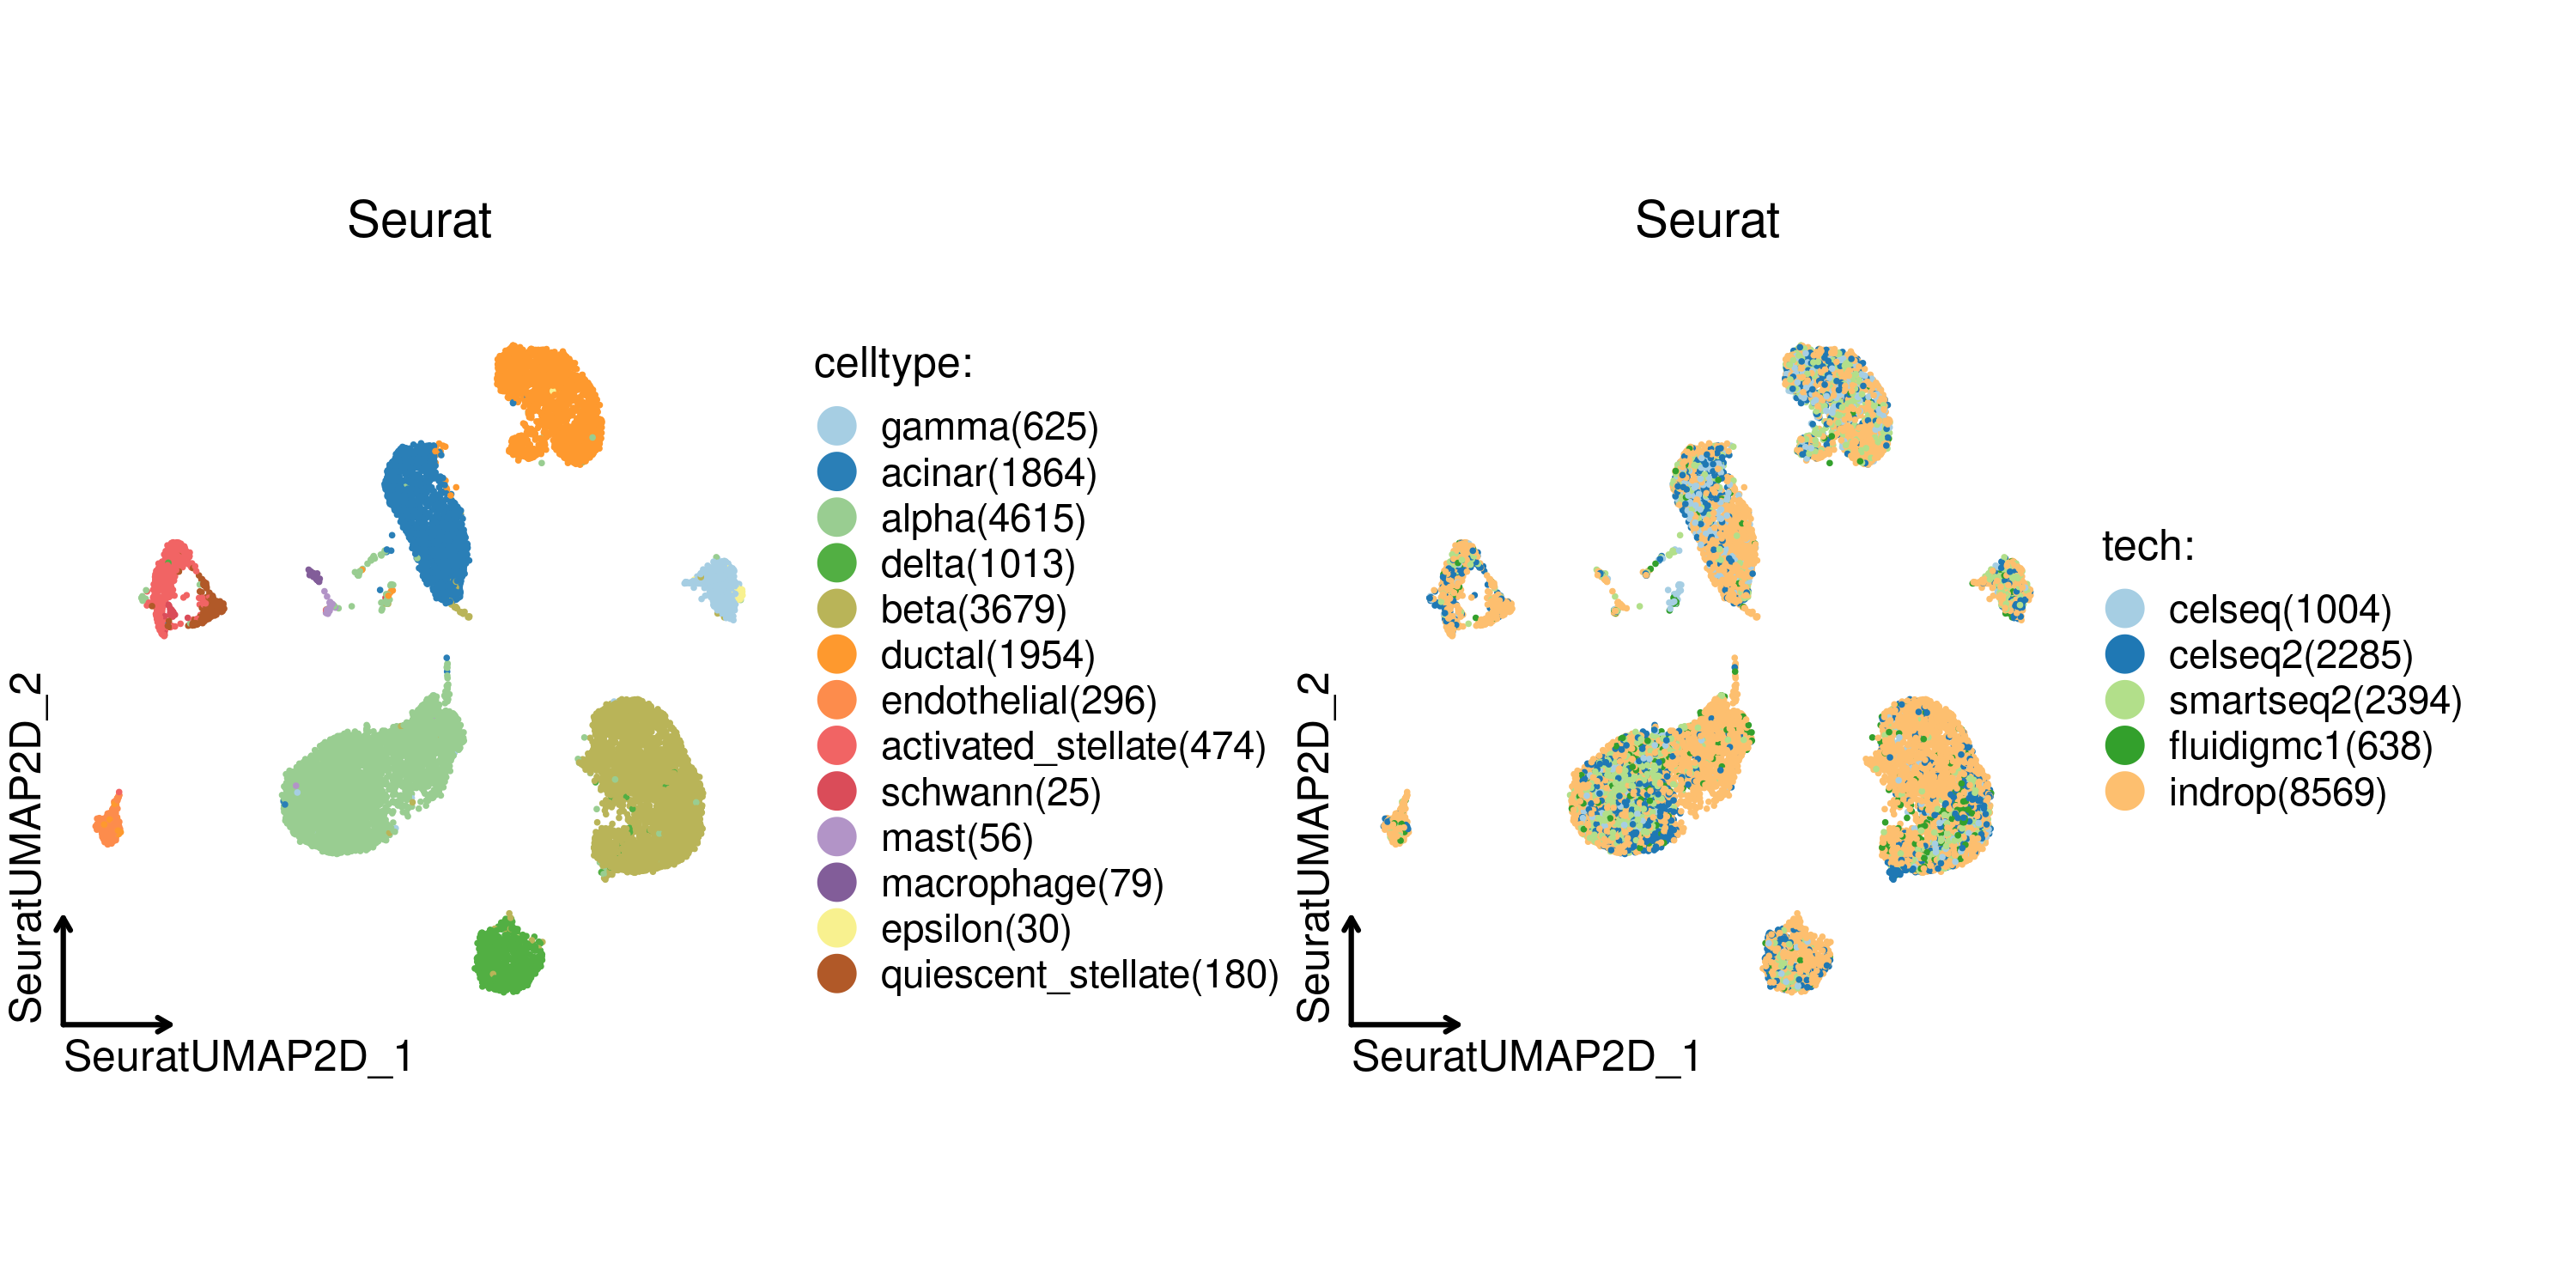 Seurat
celltype:
gamma(625)
acinar(1864)
alpha(4615)
delta(1013)
beta(3679)
ductal(1954)
endothelial(296)
activated_stellate(474)
schwann(25)
mast(56)
macrophage(79)
epsilon(30)
quiescent_stellate(180)
SeuratUMAP2D_2
SeuratUMAP2D_1
Seurat
tech:
celseq(1004)
celseq2(2285)
smartseq2(2394)
fluidigmc1(638)
indrop(8569)
SeuratUMAP2D_2
SeuratUMAP2D_1